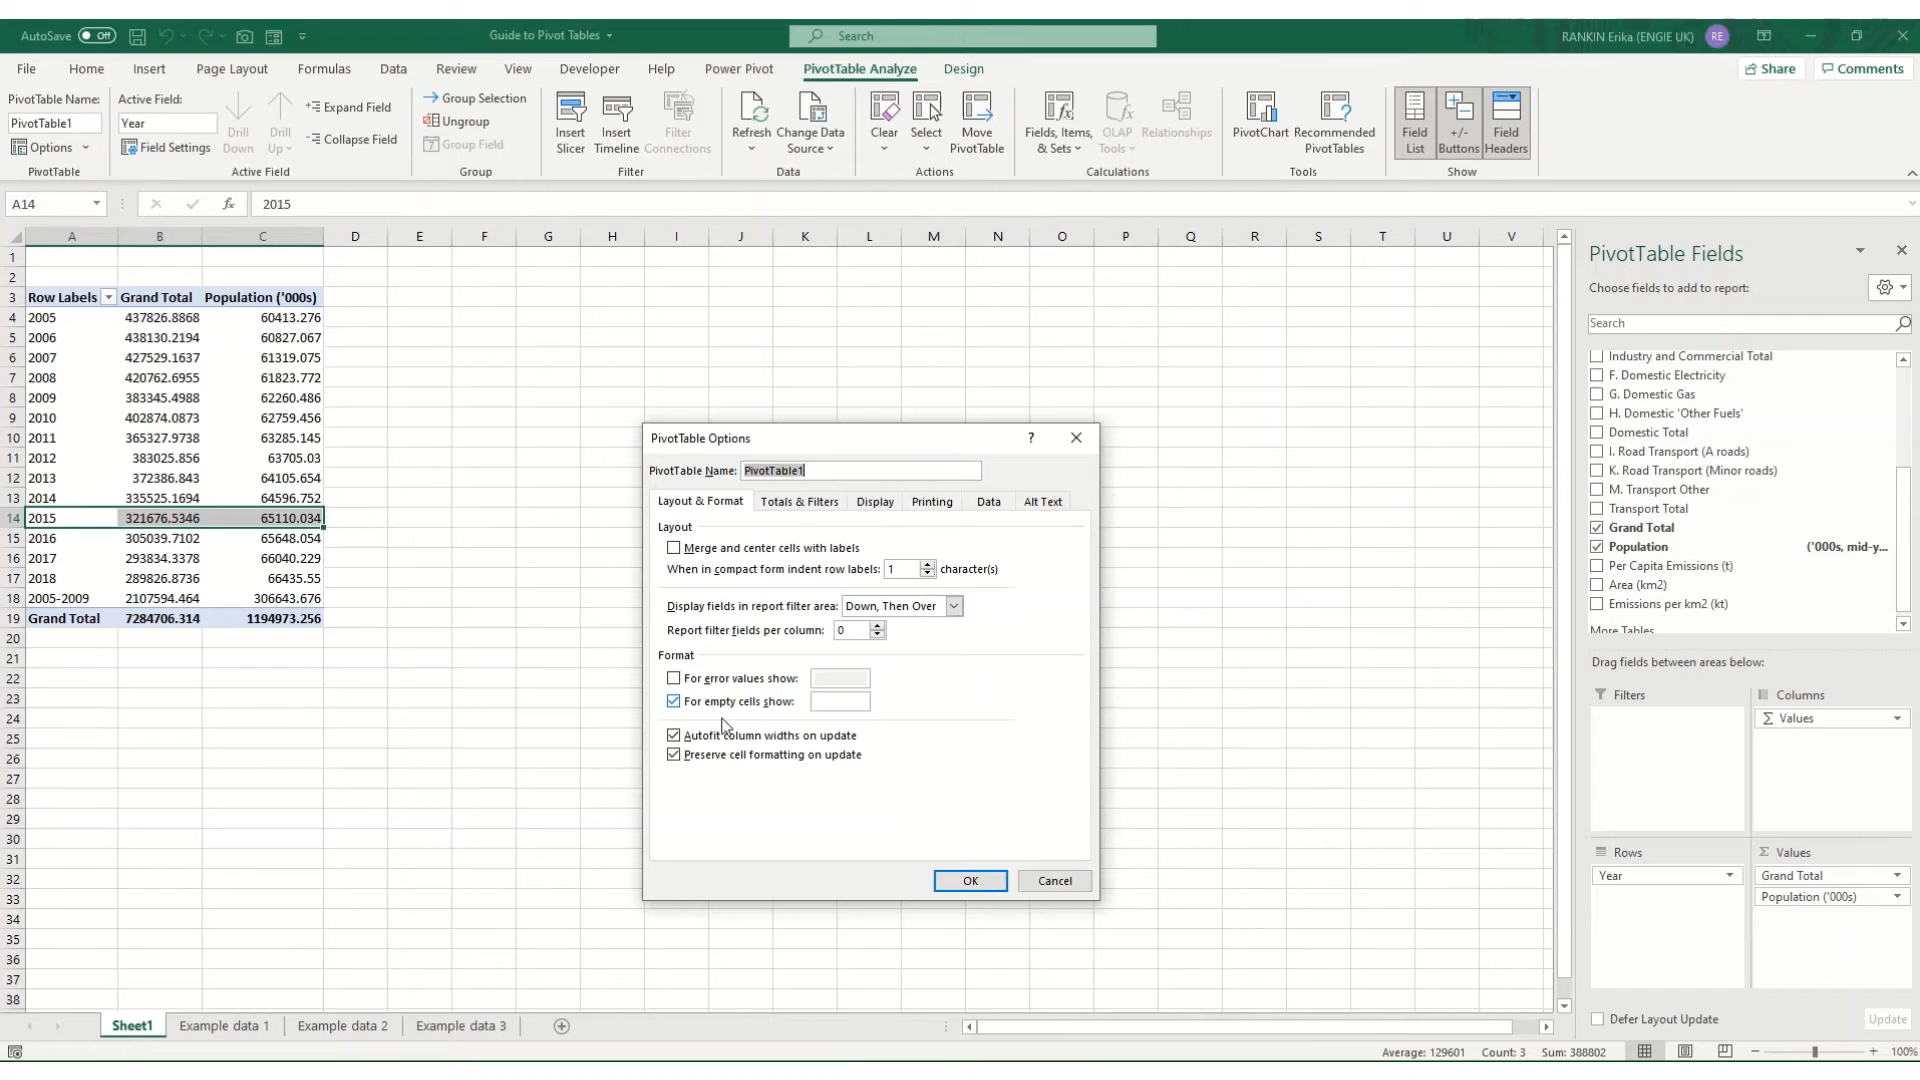 AutoSave Off
Guide to Pivot Tables
Search
RANKIN Erika (ENGIE UK) RE
File Home Insert Page Layout Formulas Data Review View Developer Help Power Pivot PivotTable Analyze Design
Share Comments
PivotTable Name:
PivotTable1
Options
PivotTable
Active Field:
Year
Field Settings
Drill Down
Drill Up
Expand Field
Collapse Field
Active Field
Group Selection
Ungroup
Group Field
Group
Insert Slicer
Insert Timeline
Filter Connections
Filter
Refresh
Change Data Source
Data
Clear
Select
Move PivotTable
Actions
Fields, Items, & Sets
OLAP Tools
Relationships
Calculations
PivotChart
Recommended PivotTables
Tools
Field List
+/- Buttons
Field Headers
Show
A14 fx 2015
A B C D E F G H I J K L M N O P Q R S T U V
1
2
3 Row Labels Grand Total Population ('000s)
4 2005 437826.8868 60413.276
5 2006 438130.2194 60827.067
6 2007 427529.1637 61319.075
7 2008 420762.6955 61823.772
8 2009 383345.4988 62260.486
9 2010 402874.0873 62759.456
10 2011 365327.9738 63285.145
11 2012 383025.856 63705.03
12 2013 372386.843 64105.654
13 2014 335525.1694 64596.752
14 2015 321676.5346 65110.034
15 2016 305039.7102 65648.054
16 2017 293834.3378 66040.229
17 2018 289826.8736 66435.55
18 2005-2009 2107594.464 306643.676
19 Grand Total 7284706.314 1194973.256
20
21
22
23
24
25
26
27
28
29
30
31
32
33
34
35
36
37
38
PivotTable Options ?
PivotTable Name: PivotTable1
Layout & Format Totals & Filters Display Printing Data Alt Text
Layout
Merge and center cells with labels
When in compact form indent row labels: 1 character(s)
Display fields in report filter area: Down, Then Over
Report filter fields per column: 0
Format
For error values show:
For empty cells show:
Autofit column widths on update
Preserve cell formatting on update
OK Cancel
PivotTable Fields
Choose fields to add to report:
Search
Industry and Commercial Total
F. Domestic Electricity
G. Domestic Gas
H. Domestic 'Other Fuels'
Domestic Total
I. Road Transport (A roads)
K. Road Transport (Minor roads)
M. Transport Other
Transport Total
Grand Total
Population ('000s, mid-y...
Per Capita Emissions (t)
Area (km2)
Emissions per km2 (kt)
More Tables
Drag fields between areas below:
Filters Columns
Σ Values
Rows Σ Values
Year Grand Total
Population ('000s)
Defer Layout Update Update
Sheet1 Example data 1 Example data 2 Example data 3
Average: 129601 Count: 3 Sum: 388802 100%